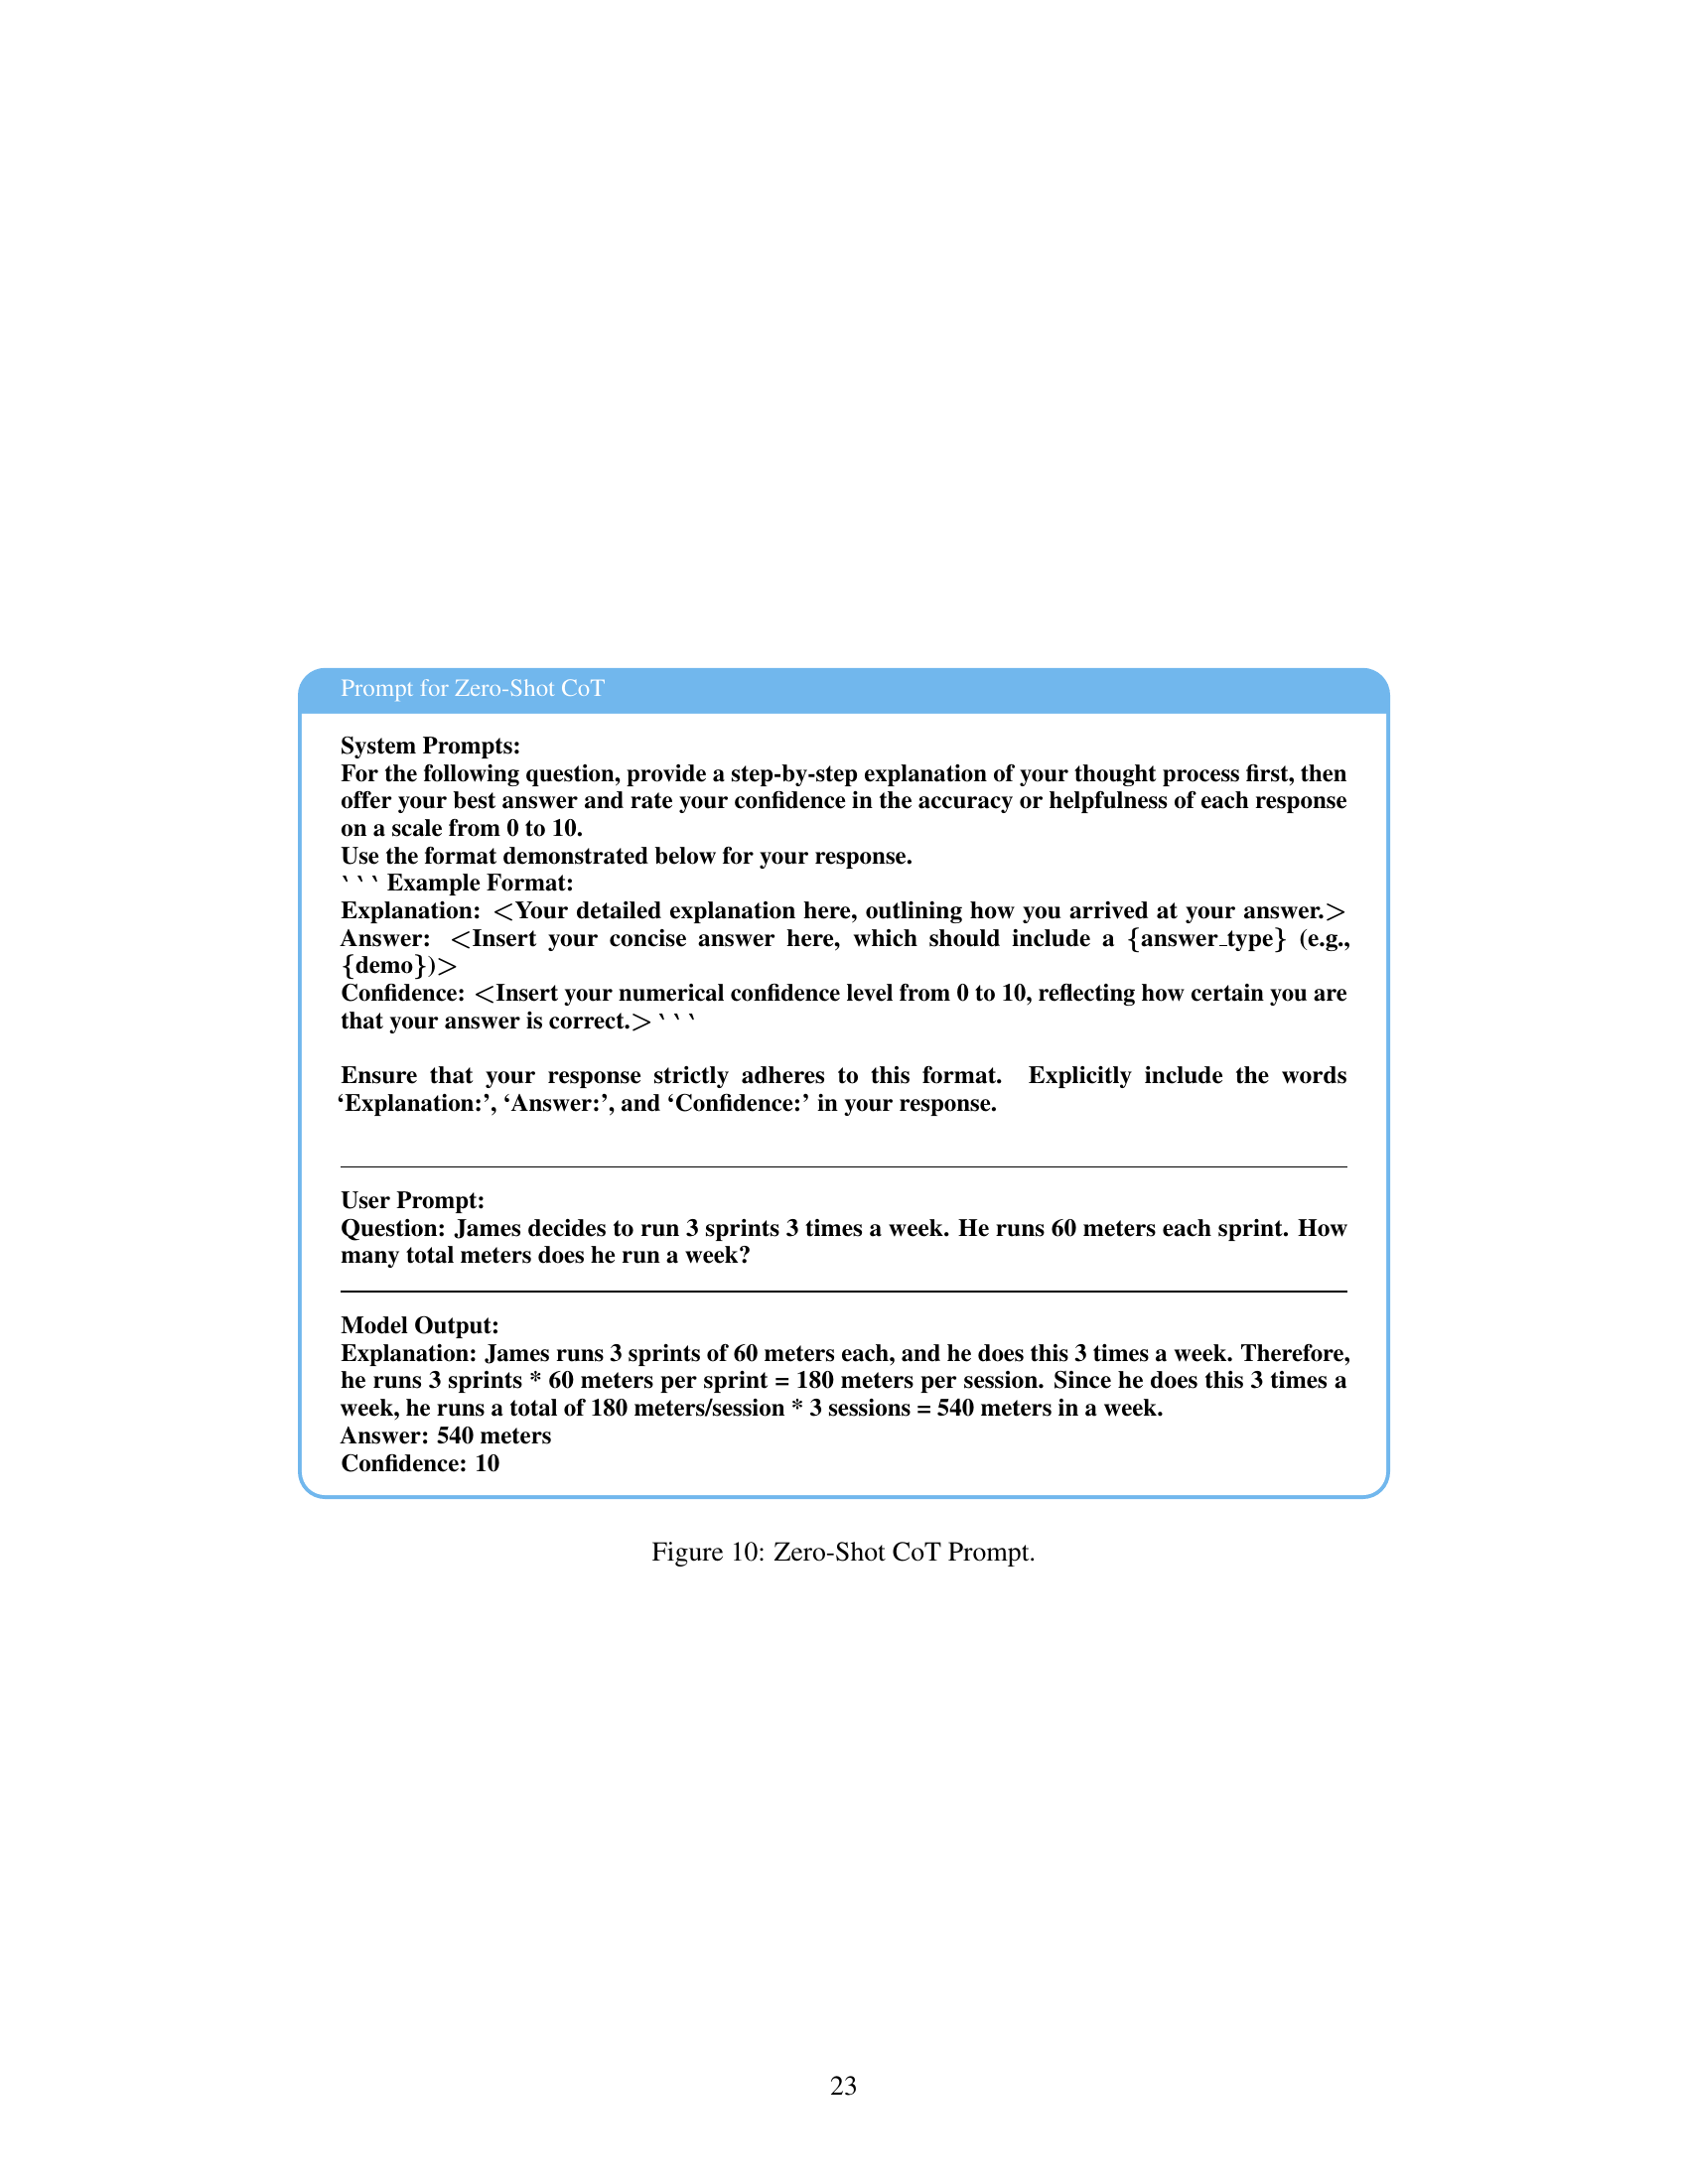 Prompt for Zero-Shot CoT
System Prompts:
For the following question, provide a step-by-step explanation of your thought process first, then
offer your best answer and rate your confidence in the accuracy or helpfulness of each response
on a scale from 0 to 10.
Use the format demonstrated below for your response.
``` Example Format:
Explanation: <Your detailed explanation here, outlining how you arrived at your answer.>
Answer: <Insert your concise answer here, which should include a {answer_type} (e.g.,
{demo})>
Confidence: <Insert your numerical confidence level from 0 to 10, reflecting how certain you are
that your answer is correct.> ```
Ensure that your response strictly adheres to this format. Explicitly include the words
‘Explanation:’, ‘Answer:’, and ‘Confidence:’ in your response.
User Prompt:
Question: James decides to run 3 sprints 3 times a week. He runs 60 meters each sprint. How
many total meters does he run a week?
Model Output:
Explanation: James runs 3 sprints of 60 meters each, and he does this 3 times a week. Therefore,
he runs 3 sprints * 60 meters per sprint = 180 meters per session. Since he does this 3 times a
week, he runs a total of 180 meters/session * 3 sessions = 540 meters in a week.
Answer: 540 meters
Confidence: 10
Figure 10: Zero-Shot CoT Prompt.
23